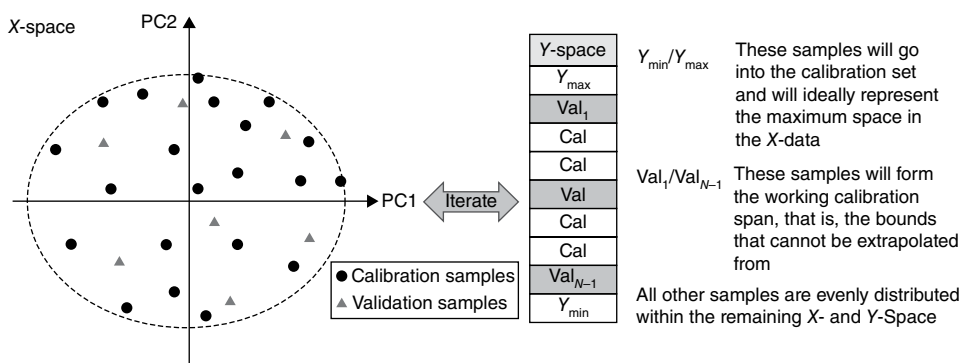 X-space
PC2
PC1
Calibration samples
Validation samples
Iterate
Y-space
Ymax
Val1
Cal
Cal
Val
Cal
Cal
ValN–1
Ymin
Ymin/Ymax
These samples will go
into the calibration set
and will ideally represent
the maximum space in
the X-data
Val1/ValN–1
These samples will form
the working calibration
span, that is, the bounds
that cannot be extrapolated
from
All other samples are evenly distributed
within the remaining X- and Y-Space